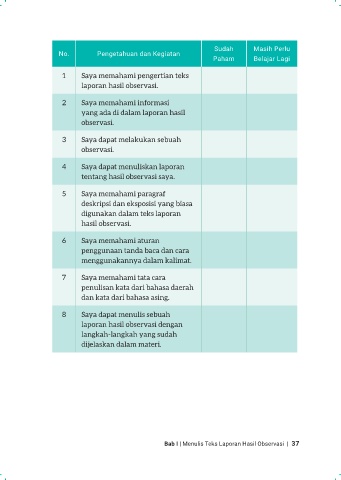 No. Pengetahuan dan Kegiatan Sudah Paham Masih Perlu Belajar Lagi
1 Saya memahami pengertian teks
laporan hasil observasi.
2 Saya memahami informasi
yang ada di dalam laporan hasil
observasi.
3 Saya dapat melakukan sebuah
observasi.
4 Saya dapat menuliskan laporan
tentang hasil observasi saya.
5 Saya memahami paragraf
deskripsi dan eksposisi yang biasa
digunakan dalam teks laporan
hasil observasi.
6 Saya memahami aturan
penggunaan tanda baca dan cara
menggunakannya dalam kalimat.
7 Saya memahami tata cara
penulisan kata dari bahasa daerah
dan kata dari bahasa asing.
8 Saya dapat menulis sebuah
laporan hasil observasi dengan
langkah-langkah yang sudah
dijelaskan dalam materi.
Bab I | Menulis Teks Laporan Hasil Observasi | 37